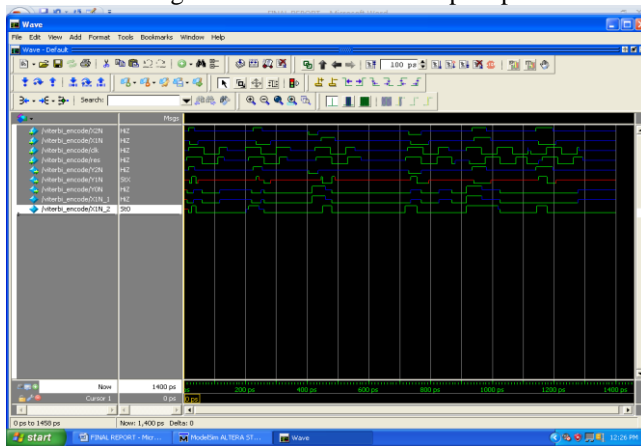 Wave
File Edit View Add Format Tools Bookmarks Window Help
Wave - Default
100 ps
Search:
Msgs
/viterbi_encode/X2N HiZ
/viterbi_encode/X1N HiZ
/viterbi_encode/clk HiZ
/viterbi_encode/res HiZ
/viterbi_encode/Y2N HiZ
/viterbi_encode/Y1N StX
/viterbi_encode/Y0N HiZ
/viterbi_encode/X1N_1 HiZ
/viterbi_encode/X1N_2 St0
Now 1400 ps
200 ps 400 ps 600 ps 800 ps 1000 ps 1200 ps 1400 ps
Cursor 1 0 ps 0 ps
0 ps to 1458 ps Now: 1,400 ps Delta: 0
start FINAL REPORT - Micr... ModelSim ALTERA ST... Wave 12:26 PM